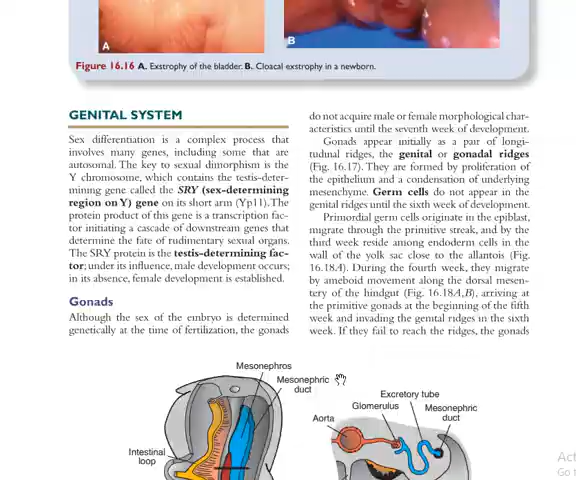 A
B
Figure 16.16 A. Exstrophy of the bladder. B. Cloacal exstrophy in a newborn.
GENITAL SYSTEM
Sex differentiation is a complex process that
involves many genes, including some that are
autosomal. The key to sexual dimorphism is the
Y chromosome, which contains the testis-deter-
mining gene called the SRY (sex-determining
region on Y) gene on its short arm (Yp11). The
protein product of this gene is a transcription fac-
tor initiating a cascade of downstream genes that
determine the fate of rudimentary sexual organs.
The SRY protein is the testis-determining fac-
tor; under its influence, male development occurs;
in its absence, female development is established.
Gonads
Although the sex of the embryo is determined
genetically at the time of fertilization, the gonads
do not acquire male or female morphological char-
acteristics until the seventh week of development.
Gonads appear initially as a pair of longi-
tudinal ridges, the genital or gonadal ridges
(Fig. 16.17). They are formed by proliferation of
the epithelium and a condensation of underlying
mesenchyme. Germ cells do not appear in the
genital ridges until the sixth week of development.
Primordial germ cells originate in the epiblast,
migrate through the primitive streak, and by the
third week reside among endoderm cells in the
wall of the yolk sac close to the allantois (Fig.
16.18A). During the fourth week, they migrate
by ameboid movement along the dorsal mesen-
tery of the hindgut (Fig. 16.18A,B), arriving at
the primitive gonads at the beginning of the fifth
week and invading the genital ridges in the sixth
week. If they fail to reach the ridges, the gonads
Mesonephros
Mesonephric
duct
Intestinal
loop
Excretory tube
Glomerulus
Mesonephric
duct
Aorta
Act
Go t